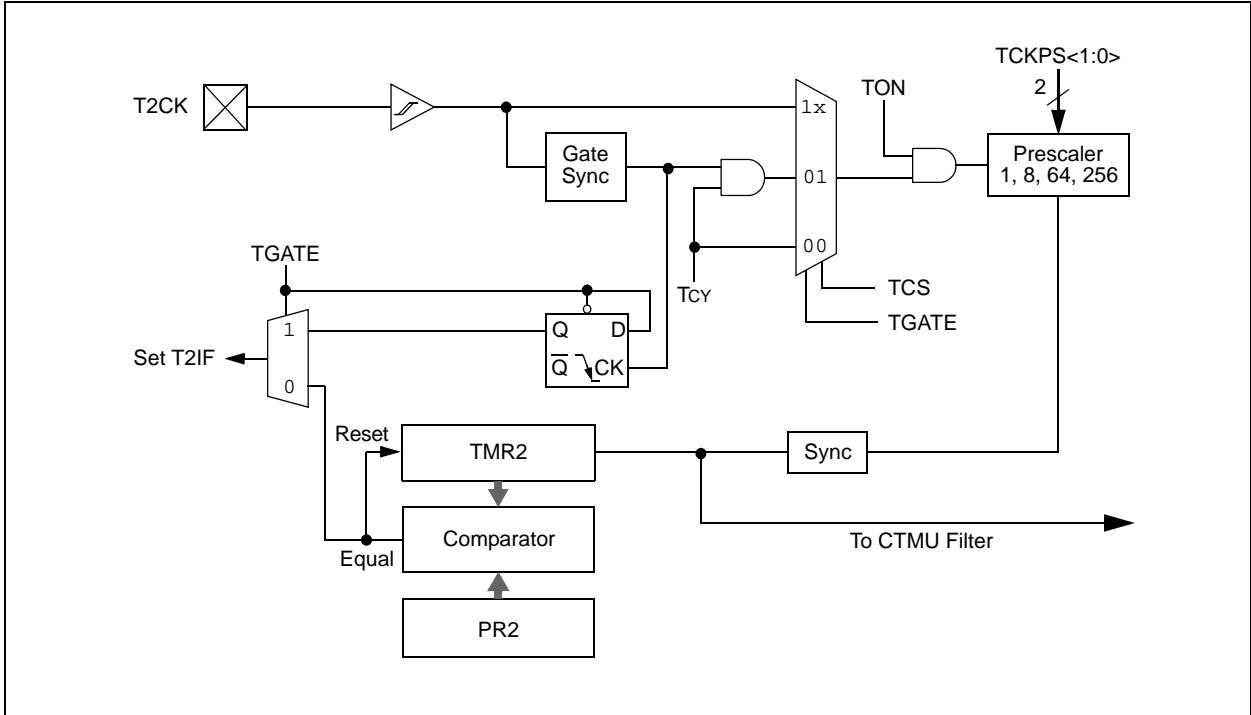 TCKPS<1:0>
2
TON
T2CK
1x
Gate
Sync
Prescaler
1, 8, 64, 256
01
00
TGATE
TCY
TCS
TGATE
1
Q
D
Set T2IF
Q
CK
0
Reset
TMR2
Sync
Comparator
Equal
To CTMU Filter
PR2